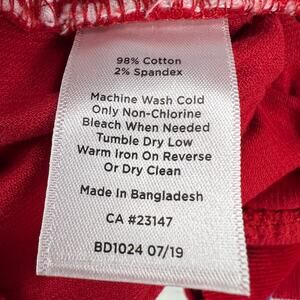 98% Cotton
2% Spandex
Machine Wash Cold
Only Non-Chlorine
Bleach When Needed
Tumble Dry Low
Warm Iron On Reverse
Or Dry Clean
Made In Bangladesh
CA #23147
BD1024 07/19